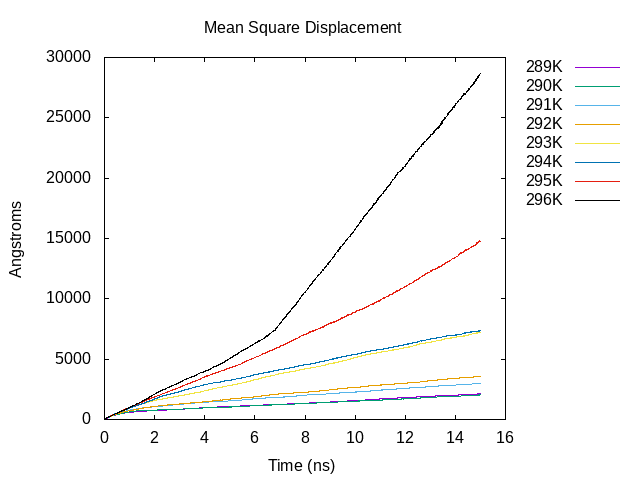 Mean Square Displacement
30000
25000
20000
15000
10000
5000
0
Angstroms
0 2 4 6 8 10 12 14 16
Time (ns)
289K
290K
291K
292K
293K
294K
295K
296K